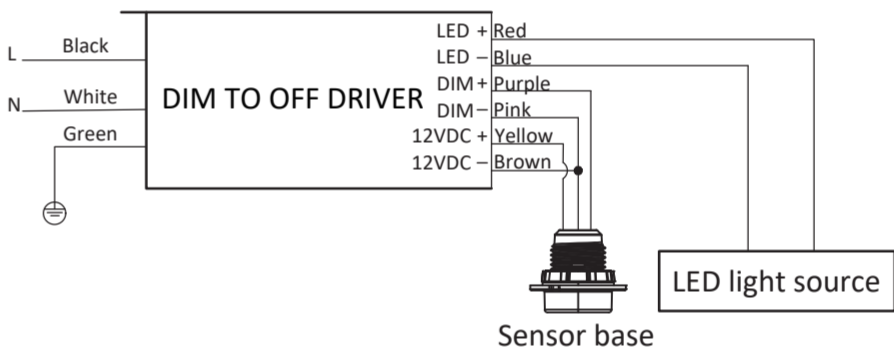 L Black
N White
Green
DIM TO OFF DRIVER
LED + Red
LED – Blue
DIM+ Purple
DIM– Pink
12VDC + Yellow
12VDC – Brown
LED light source
Sensor base